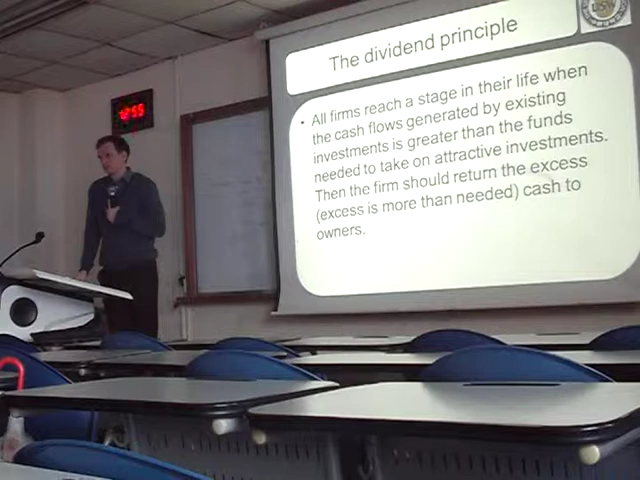 The dividend principle
• All firms reach a stage in their life when
the cash flows generated by existing
investments is greater than the funds
needed to take on attractive investments.
Then the firm should return the excess
(excess is more than needed) cash to
owners.